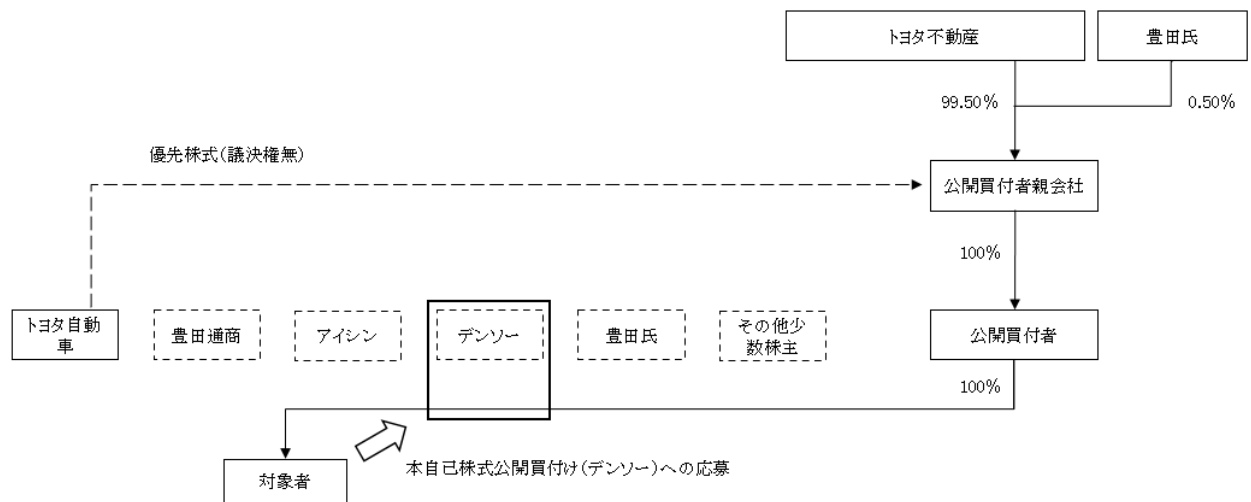 トヨタ不動産
豊田氏
99.50%
0.50%
優先株式(議決権無)
公開買付者親会社
100%
トヨタ自動
車
豊田通商
アイシン
デンソー
豊田氏
その他少
数株主
公開買付者
100%
本自己株式公開買付け(デンソー)への応募
対象者